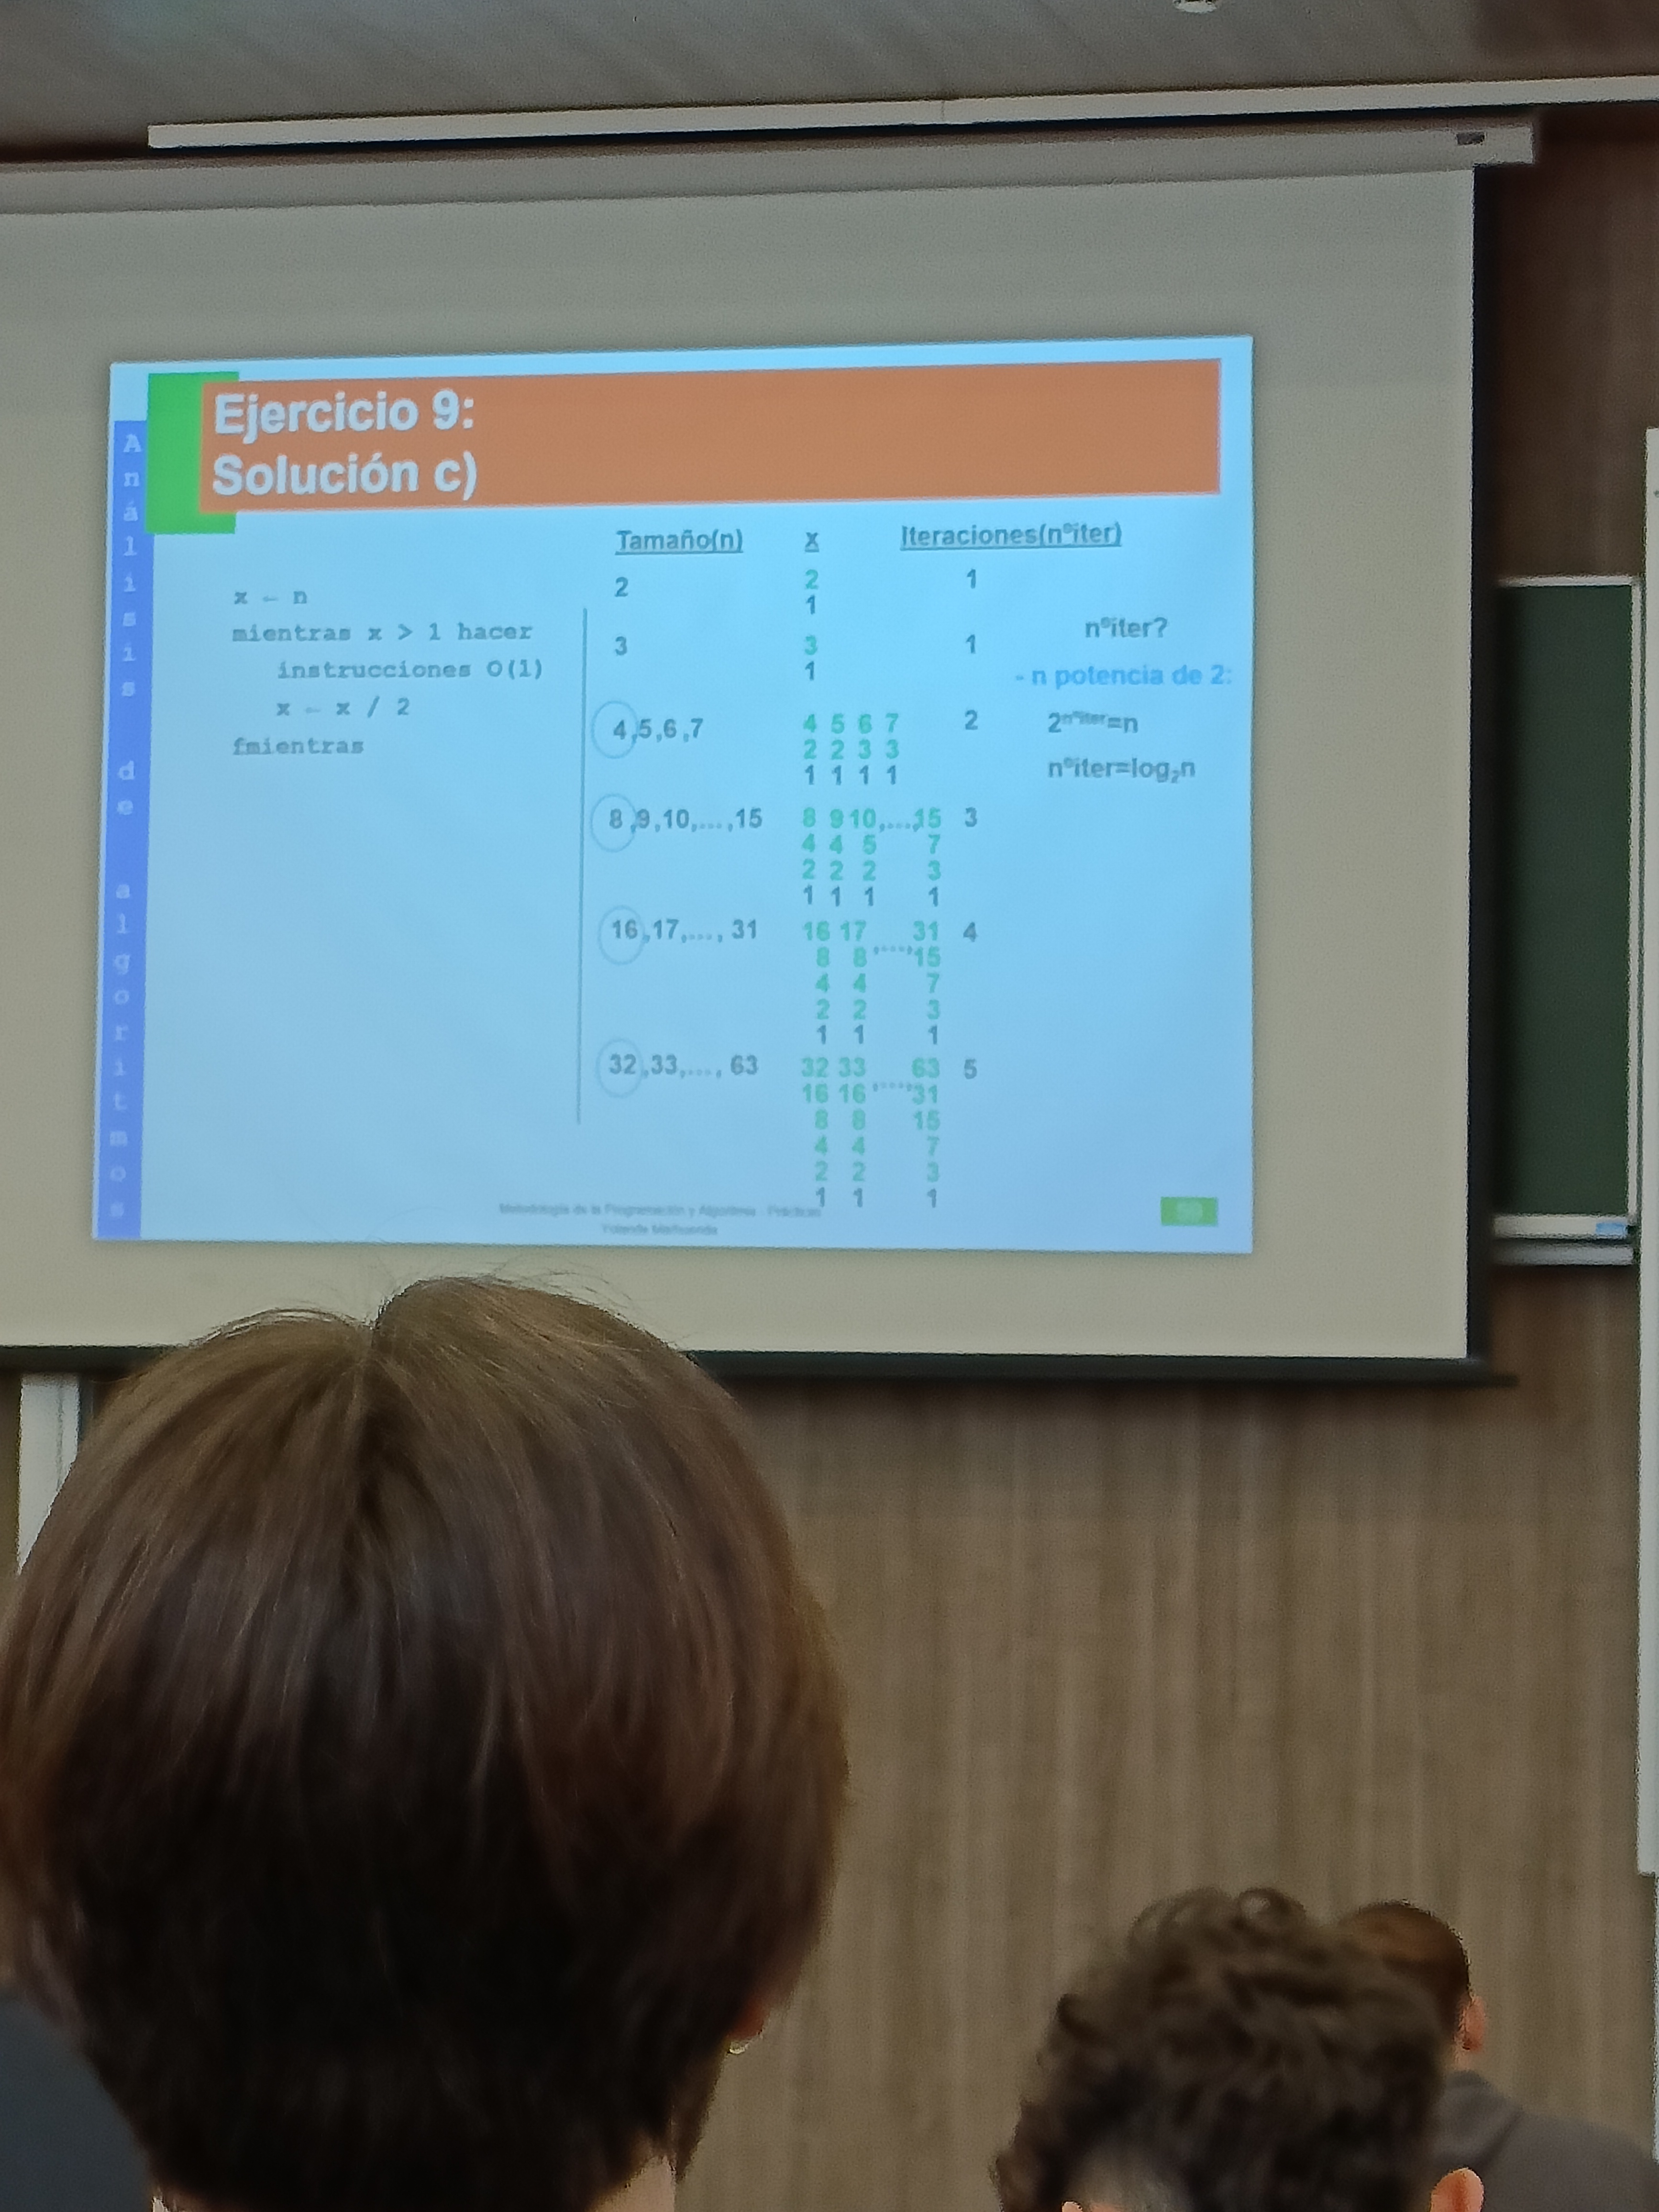 Ejercicio 9:
Solución c)
Análisis de algoritmos
x ← n
mientras x > 1 hacer
instrucciones O(1)
x ← x / 2
fmientras
Tamaño(n) x Iteraciones(nºiter)
2 2 1
1
3 3 1
1
4,5,6,7 4 5 6 7 2
2 2 3 3
1 1 1 1
8,9,10,...,15 8 9 10,...,15 3
4 4 5 7
2 2 2 3
1 1 1 1
16,17,..., 31 16 17 31 4
8 8 ,....,15
4 4 7
2 2 3
1 1 1
32,33,..., 63 32 33 63 5
16 16 ,....,31
8 8 15
4 4 7
2 2 3
1 1 1
nºiter?
- n potencia de 2:
2^nºiter=n
nºiter=log₂n
Metodología de la Programación y Algoritmia - Prácticas
Yolanda